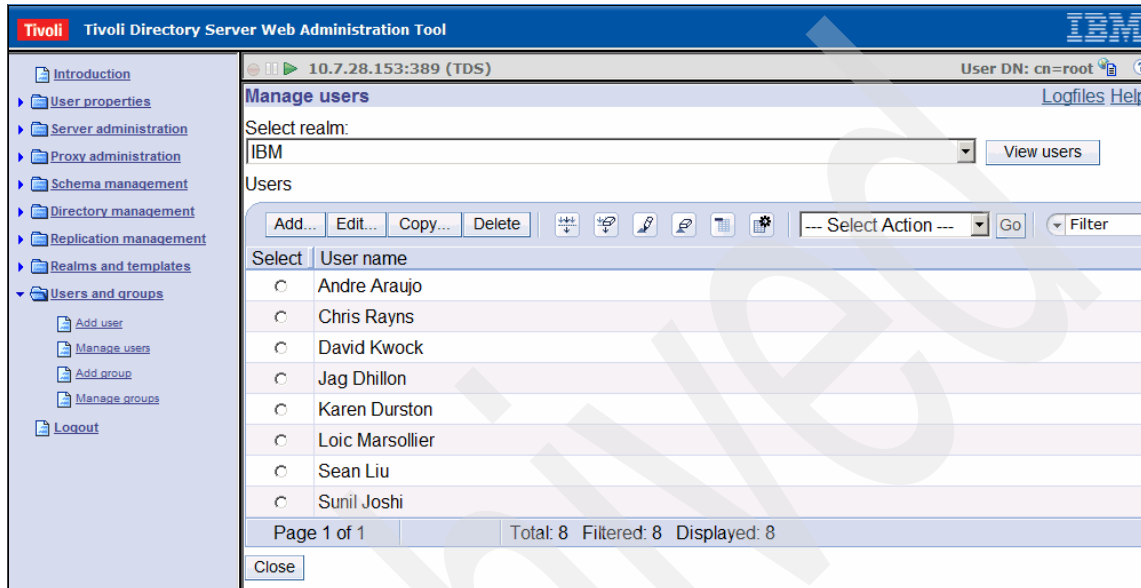 Tivoli Tivoli Directory Server Web Administration Tool IBM
Introduction
User properties
Server administration
Proxy administration
Schema management
Directory management
Replication management
Realms and templates
Users and groups
Add user
Manage users
Add group
Manage groups
Logout
10.7.28.153:389 (TDS) User DN: cn=root ?
Manage users Logfiles Help
Select realm:
IBM View users
Users
Add... Edit... Copy... Delete --- Select Action --- Go Filter
Select User name
Andre Araujo
Chris Rayns
David Kwock
Jag Dhillon
Karen Durston
Loic Marsollier
Sean Liu
Sunil Joshi
Page 1 of 1 Total: 8 Filtered: 8 Displayed: 8
Close
hived